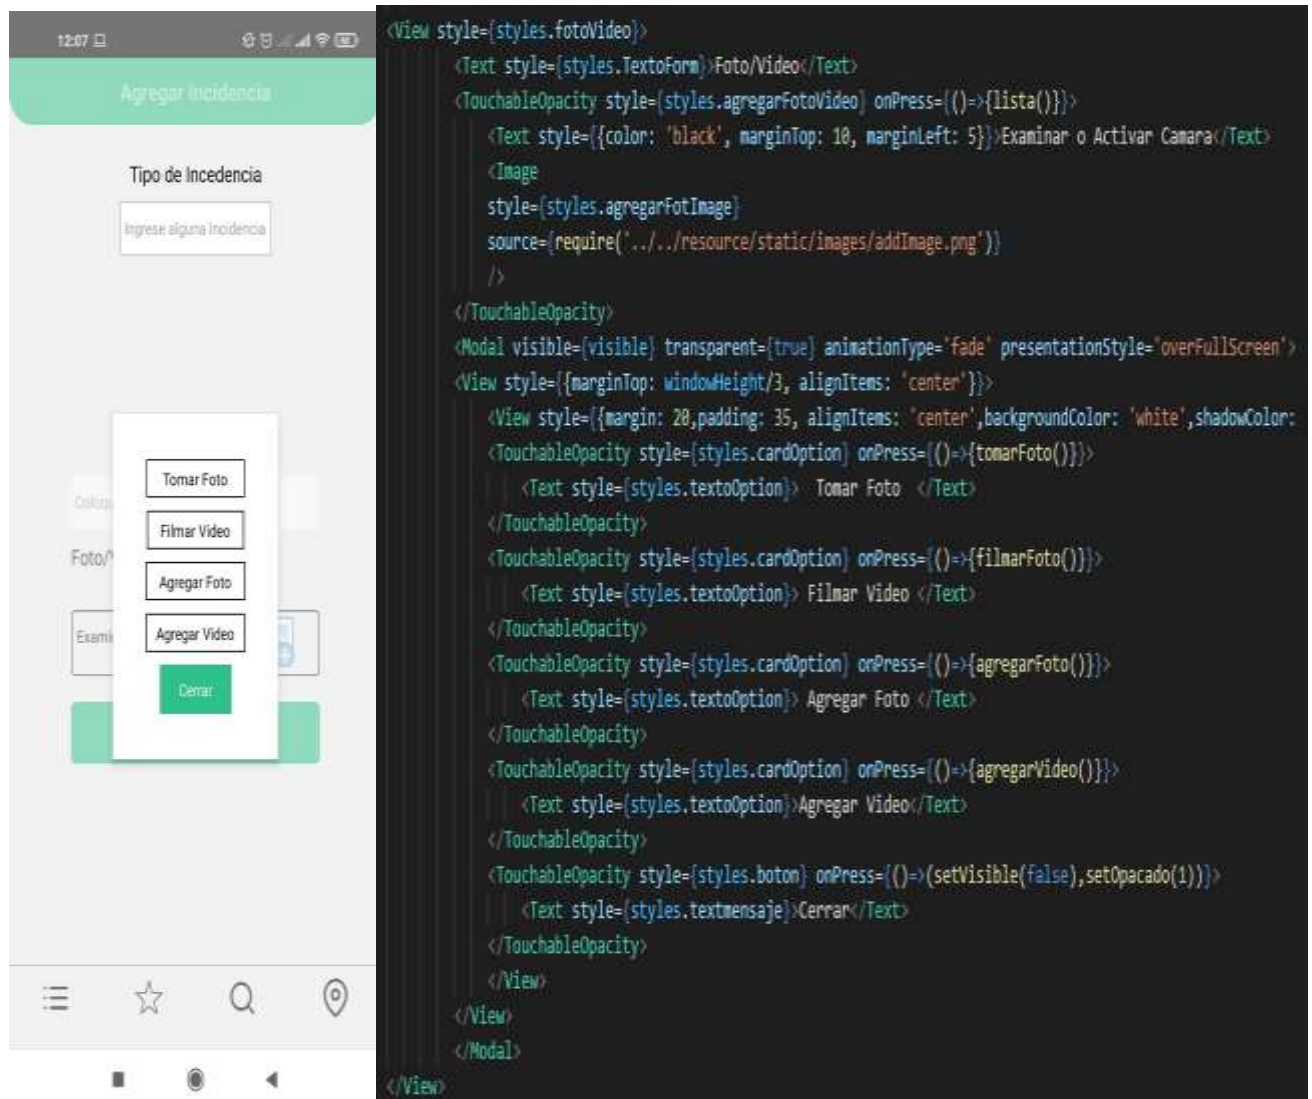 12:07
Agregar Incidencia
Tipo de Incedencia
Ingrese alguna Incidencia
Tomar Foto
Filmar Video
Foto/
Agregar Foto
Agregar Video
Cerrar
<View style={styles.fotoVideo}>
<Text style={styles.TextoForm}>Foto/Video</Text>
<TouchableOpacity style={styles.agregarFotoVideo} onPress={()=>{lista()}}>
<Text style={{color: 'black', marginTop: 10, marginLeft: 5}}>Examinar o Activar Camara</Text>
<Image
style={styles.agregarFotImage}
source={require('../../resource/static/images/addImage.png')}
/>
</TouchableOpacity>
<Modal visible={visible} transparent={true} animationType='fade' presentationStyle='overFullScreen'>
<View style={{marginTop: windowHeight/3, alignItems: 'center'}}>
<View style={{margin: 20,padding: 35, alignItems: 'center',backgroundColor: 'white',shadowColor:
<TouchableOpacity style={styles.cardOption} onPress={()=>{tomarFoto()}}>
<Text style={styles.textoOption}> Tomar Foto </Text>
</TouchableOpacity>
<TouchableOpacity style={styles.cardOption} onPress={()=>{filmarFoto()}}>
<Text style={styles.textoOption}> Filmar Video </Text>
</TouchableOpacity>
<TouchableOpacity style={styles.cardOption} onPress={()=>{agregarFoto()}}>
<Text style={styles.textoOption}> Agregar Foto </Text>
</TouchableOpacity>
<TouchableOpacity style={styles.cardOption} onPress={()=>{agregarVideo()}}>
<Text style={styles.textoOption}>Agregar Video</Text>
</TouchableOpacity>
<TouchableOpacity style={styles.boton} onPress={()=>(setVisible(false),setOpacado(1))}>
<Text style={styles.textmensaje}>Cerrar</Text>
</TouchableOpacity>
</View>
</View>
</Modal>
</View>